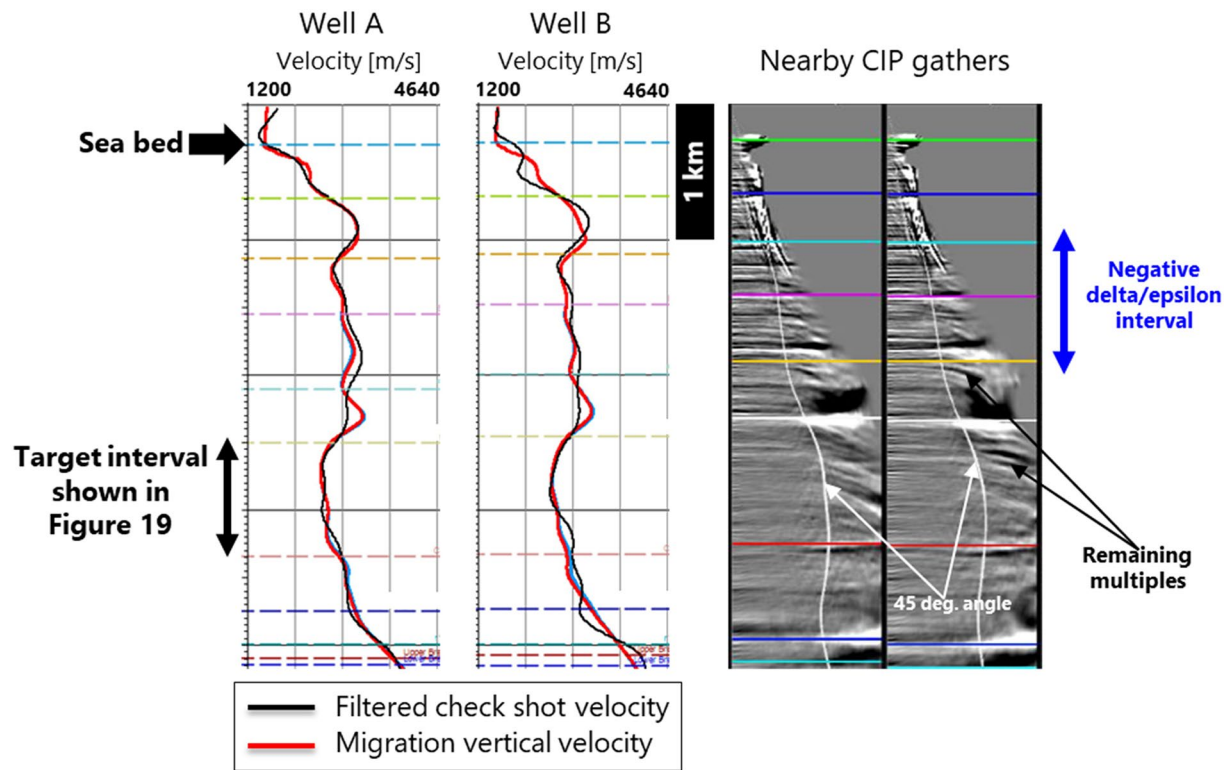 Well A
Well B
Velocity [m/s]
Velocity [m/s]
Nearby CIP gathers
1200
4640
1200
4640
Sea bed
1 km
Negative
delta/epsilon
interval
Target interval
shown in
Figure 19
45 deg. angle
Remaining
multiples
Filtered check shot velocity
Migration vertical velocity